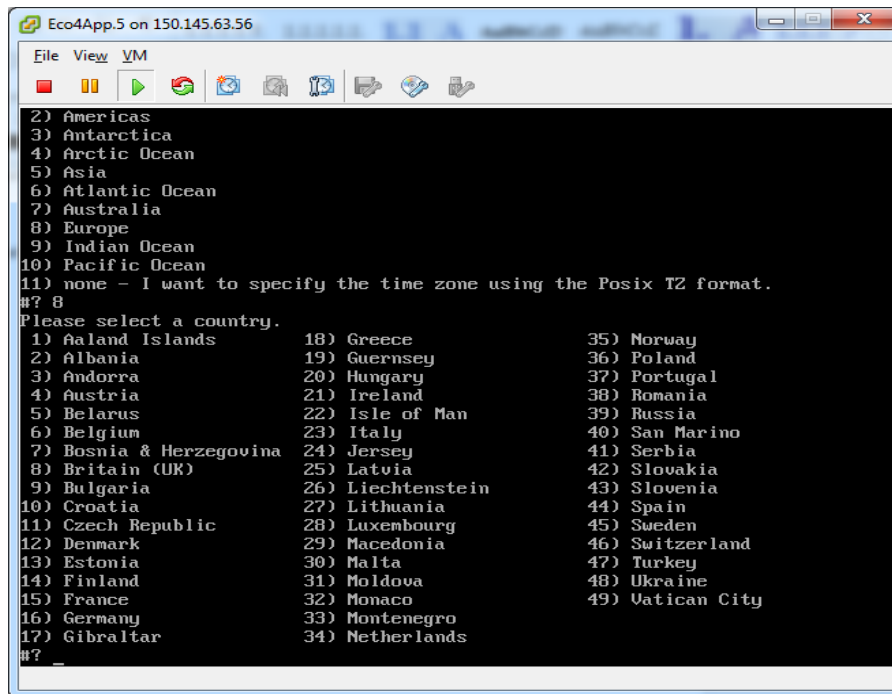 Eco4App.5 on 150.145.63.56
File View VM
2) Americas
3) Antarctica
4) Arctic Ocean
5) Asia
6) Atlantic Ocean
7) Australia
8) Europe
9) Indian Ocean
10) Pacific Ocean
11) none - I want to specify the time zone using the Posix TZ format.
#? 8
Please select a country.
1) Aaland Islands 18) Greece 35) Norway
2) Albania 19) Guernsey 36) Poland
3) Andorra 20) Hungary 37) Portugal
4) Austria 21) Ireland 38) Romania
5) Belarus 22) Isle of Man 39) Russia
6) Belgium 23) Italy 40) San Marino
7) Bosnia & Herzegovina 24) Jersey 41) Serbia
8) Britain (UK) 25) Latvia 42) Slovakia
9) Bulgaria 26) Liechtenstein 43) Slovenia
10) Croatia 27) Lithuania 44) Spain
11) Czech Republic 28) Luxembourg 45) Sweden
12) Denmark 29) Macedonia 46) Switzerland
13) Estonia 30) Malta 47) Turkey
14) Finland 31) Moldova 48) Ukraine
15) France 32) Monaco 49) Vatican City
16) Germany 33) Montenegro
17) Gibraltar 34) Netherlands
#? _